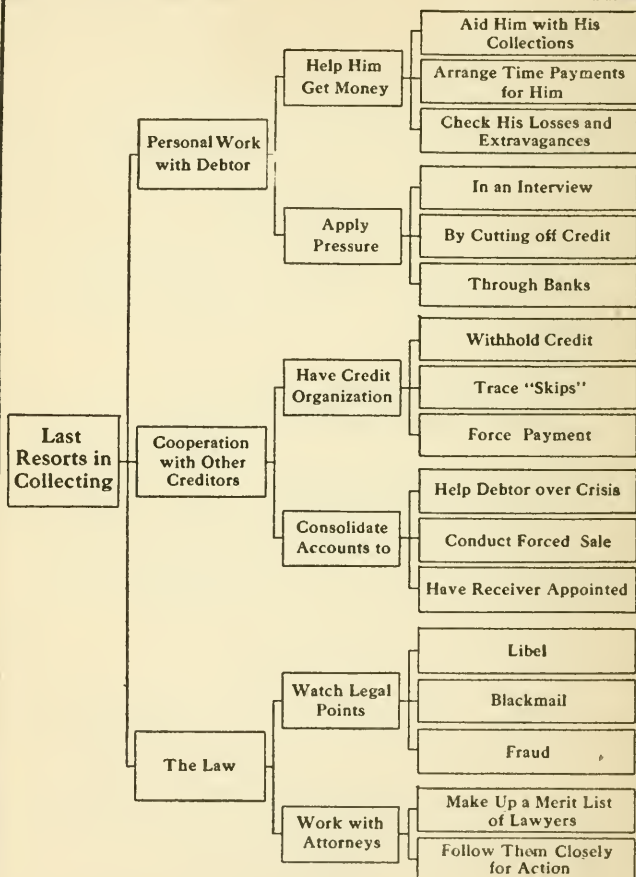 Last
Resorts in
Collecting
Personal Work
with Debtor
Help Him
Get Money
Aid Him with His
Collections
Arrange Time Payments
for Him
Check His Losses and
Extravagances
Apply
Pressure
In an Interview
By Cutting off Credit
Through Banks
Cooperation
with Other
Creditors
Have Credit
Organization
Withhold Credit
Trace "Skips"
Force Payment
Consolidate
Accounts to
Help Debtor over Crisis
Conduct Forced Sale
Have Receiver Appointed
The Law
Watch Legal
Points
Libel
Blackmail
Fraud
Work with
Attorneys
Make Up a Merit List
of Lawyers
Follow Them Closely
for Action